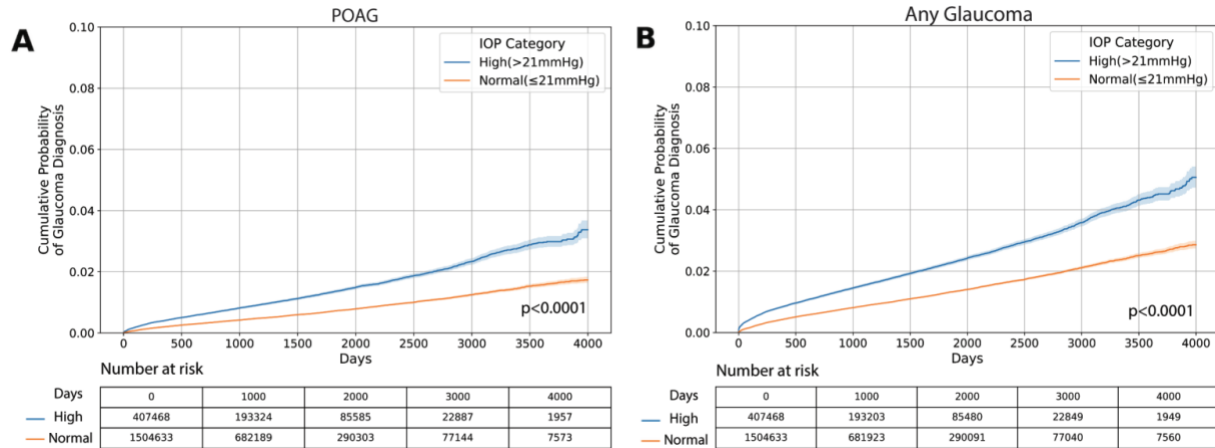 POAG
A
IOP Category
High(>21mmHg)
Normal(≤21mmHg)
Cumulative Probability
of Glaucoma Diagnosis
0.10
0.08
0.06
0.04
0.02
0.00
p<0.0001
0 500 1000 1500 2000 2500 3000 3500 4000
Days
Number at risk
Days 0 1000 2000 3000 4000
High 407468 193324 85585 22887 1957
Normal 1504633 682189 290303 77144 7573
Any Glaucoma
B
IOP Category
High(>21mmHg)
Normal(≤21mmHg)
Cumulative Probability
of Glaucoma Diagnosis
0.10
0.08
0.06
0.04
0.02
0.00
p<0.0001
0 500 1000 1500 2000 2500 3000 3500 4000
Days
Number at risk
Days 0 1000 2000 3000 4000
High 407468 193203 85480 22849 1949
Normal 1504633 681923 290091 77040 7560